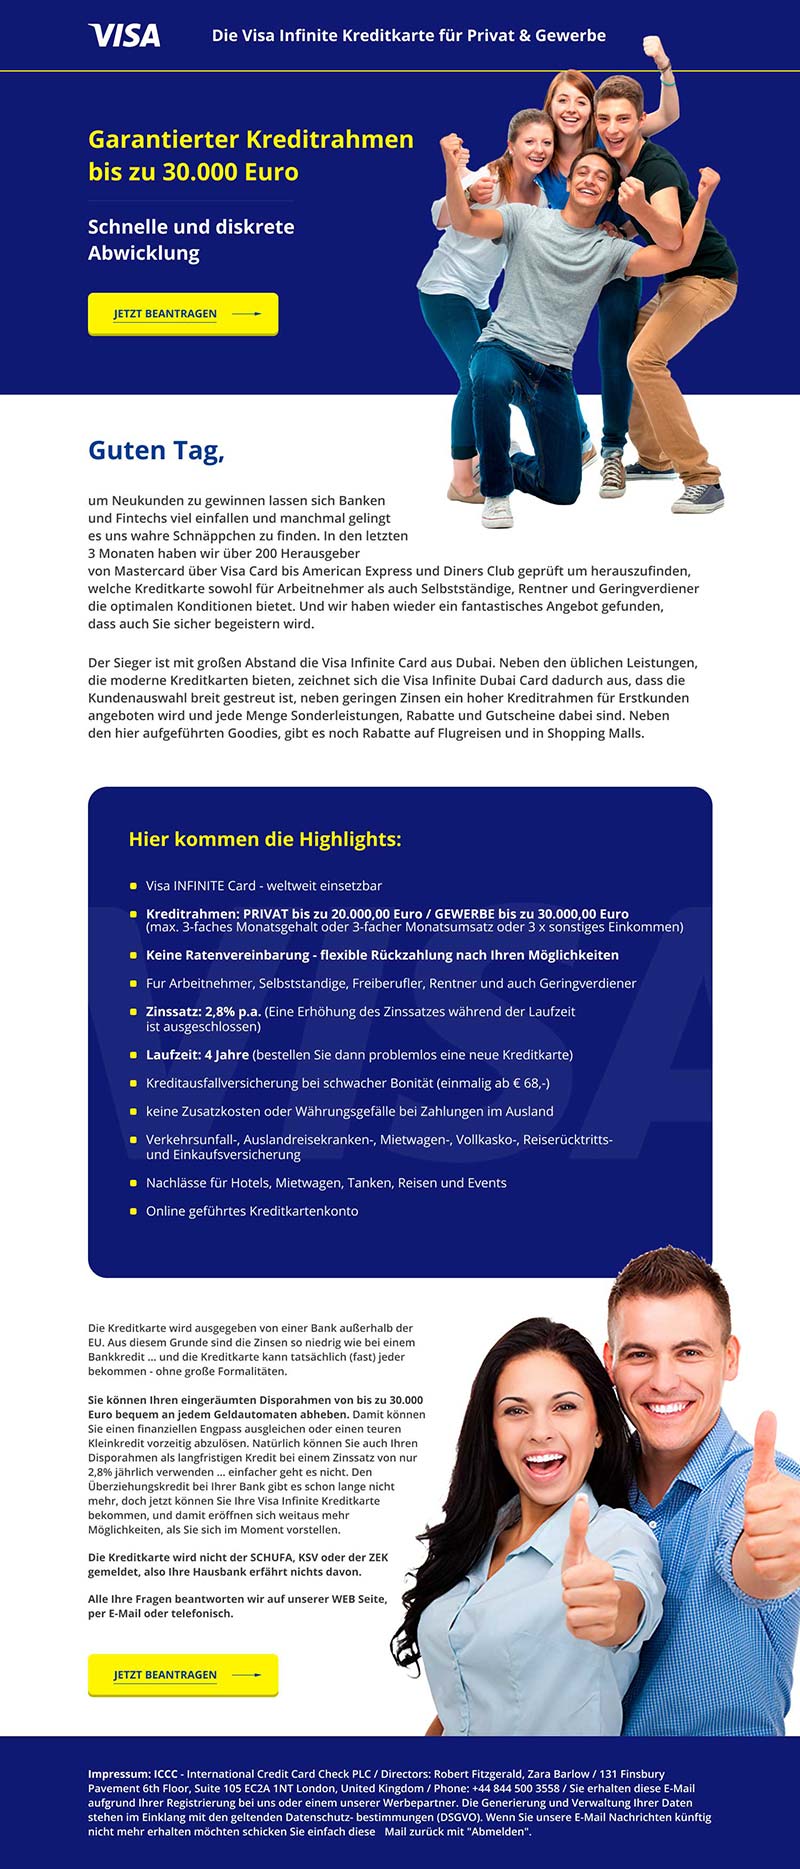 VISA
Die Visa Infinite Kreditkarte für Privat & Gewerbe
Garantierter Kreditrahmen
bis zu 30.000 Euro
Schnelle und diskrete
Abwicklung
JETZT BEANTRAGEN
Guten Tag,
um Neukunden zu gewinnen lassen sich Banken
und Fintechs viel einfallen und manchmal gelingt
es uns wahre Schnäppchen zu finden. In den letzten
3 Monaten haben wir über 200 Herausgeber
von Mastercard über Visa Card bis American Express und Diners Club geprüft um herauszufinden,
welche Kreditkarte sowohl für Arbeitnehmer als auch Selbstständige, Rentner und Geringverdiener
die optimalen Konditionen bietet. Und wir haben wieder ein fantastisches Angebot gefunden,
dass auch Sie sicher begeistern wird.
Der Sieger ist mit großen Abstand die Visa Infinite Card aus Dubai. Neben den üblichen Leistungen,
die moderne Kreditkarten bieten, zeichnet sich die Visa Infinite Dubai Card dadurch aus, dass die
Kundenauswahl breit gestreut ist, neben geringen Zinsen ein hoher Kreditrahmen für Erstkunden
angeboten wird und jede Menge Sonderleistungen, Rabatte und Gutscheine dabei sind. Neben
den hier aufgeführten Goodies, gibt es noch Rabatte auf Flugreisen und in Shopping Malls.
VISA
Hier kommen die Highlights:
Visa INFINITE Card - weltweit einsetzbar
Kreditrahmen: PRIVAT bis zu 20.000,00 Euro / GEWERBE bis zu 30.000,00 Euro
(max. 3-faches Monatsgehalt oder 3-facher Monatsumsatz oder 3 x sonstiges Einkommen)
Keine Ratenvereinbarung - flexible Rückzahlung nach Ihren Möglichkeiten
Fur Arbeitnehmer, Selbststandige, Freiberufler, Rentner und auch Geringverdiener
Zinssatz: 2,8% p.a. (Eine Erhöhung des Zinssatzes während der Laufzeit
ist ausgeschlossen)
Laufzeit: 4 Jahre (bestellen Sie dann problemlos eine neue Kreditkarte)
Kreditausfallversicherung bei schwacher Bonität (einmalig ab € 68,-)
keine Zusatzkosten oder Währungsgefälle bei Zahlungen im Ausland
Verkehrsunfall-, Auslandreisekranken-, Mietwagen-, Vollkasko-, Reiserücktritts-
und Einkaufsversicherung
Nachlässe für Hotels, Mietwagen, Tanken, Reisen und Events
Online geführtes Kreditkartenkonto
Die Kreditkarte wird ausgegeben von einer Bank außerhalb der
EU. Aus diesem Grunde sind die Zinsen so niedrig wie bei einem
Bankkredit ... und die Kreditkarte kann tatsächlich (fast) jeder
bekommen - ohne große Formalitäten.
Sie können Ihren eingeräumten Disporahmen von bis zu 30.000
Euro bequem an jedem Geldautomaten abheben. Damit können
Sie einen finanziellen Engpass ausgleichen oder einen teuren
Kleinkredit vorzeitig abzulösen. Natürlich können Sie auch Ihren
Disporahmen als langfristigen Kredit bei einem Zinssatz von nur
2,8% jährlich verwenden ... einfacher geht es nicht. Den
Überziehungskredit bei Ihrer Bank gibt es schon lange nicht
mehr, doch jetzt können Sie Ihre Visa Infinite Kreditkarte
bekommen, und damit eröffnen sich weitaus mehr
Möglichkeiten, als Sie sich im Moment vorstellen.
Die Kreditkarte wird nicht der SCHUFA, KSV oder der ZEK
gemeldet, also Ihre Hausbank erfährt nichts davon.
Alle Ihre Fragen beantworten wir auf unserer WEB Seite,
per E-Mail oder telefonisch.
JETZT BEANTRAGEN
Impressum: ICCC - International Credit Card Check PLC / Directors: Robert Fitzgerald, Zara Barlow / 131 Finsbury
Pavement 6th Floor, Suite 105 EC2A 1NT London, United Kingdom / Phone: +44 844 500 3558 / Sie erhalten diese E-Mail
aufgrund Ihrer Registrierung bei uns oder einem unserer Werbepartner. Die Generierung und Verwaltung Ihrer Daten
stehen im Einklang mit den geltenden Datenschutz- bestimmungen (DSGVO). Wenn Sie unsere E-Mail Nachrichten künftig
nicht mehr erhalten möchten schicken Sie einfach diese Mail zurück mit "Abmelden".